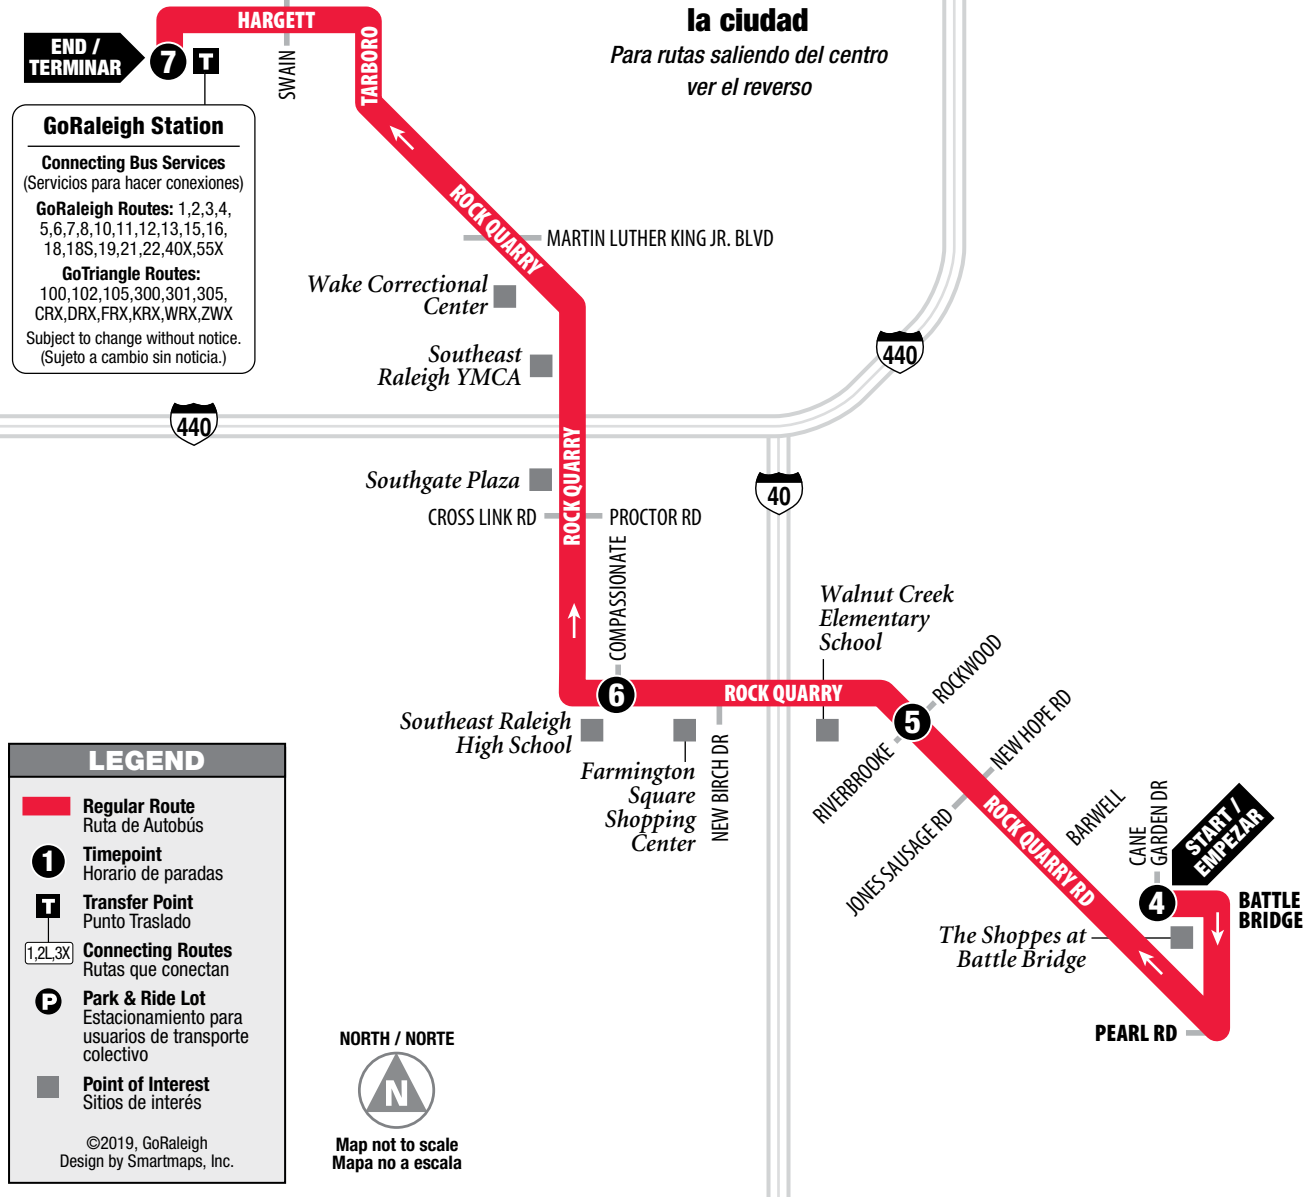 la ciudad
Para rutas saliendo del centro
ver el reverso
HARGETT
TARBORO
SWAIN
END /
TERMINAR
7
T
GoRaleigh Station
Connecting Bus Services
(Servicios para hacer conexiones)
GoRaleigh Routes: 1,2,3,4,
5,6,7,8,10,11,12,13,15,16,
18,18S,19,21,22,40X,55X
GoTriangle Routes:
100,102,105,300,301,305,
CRX,DRX,FRX,KRX,WRX,ZWX
Subject to change without notice.
(Sujeto a cambio sin noticia.)
ROCK QUARRY
MARTIN LUTHER KING JR. BLVD
Wake Correctional
Center
Southeast
Raleigh YMCA
440
440
ROCK QUARRY
Southgate Plaza
40
CROSS LINK RD
PROCTOR RD
COMPASSIONATE
Walnut Creek
Elementary
School
6
ROCK QUARRY
5
ROCKWOOD
RIVERBROOKE
NEW HOPE RD
JONES SAUSAGE RD
Southeast Raleigh
High School
Farmington
Square
Shopping
Center
NEW BIRCH DR
ROCK QUARRY RD
BARWELL
CANE
GARDEN DR
START /
EMPEZAR
4
BATTLE
BRIDGE
The Shoppes at
Battle Bridge
PEARL RD
LEGEND
Regular Route
Ruta de Autobús
1
Timepoint
Horario de paradas
T
Transfer Point
Punto Traslado
1,2L,3X
Connecting Routes
Rutas que conectan
P
Park & Ride Lot
Estacionamiento para
usuarios de transporte
colectivo
Point of Interest
Sitios de interés
©2019, GoRaleigh
Design by Smartmaps, Inc.
NORTH / NORTE
N
Map not to scale
Mapa no a escala